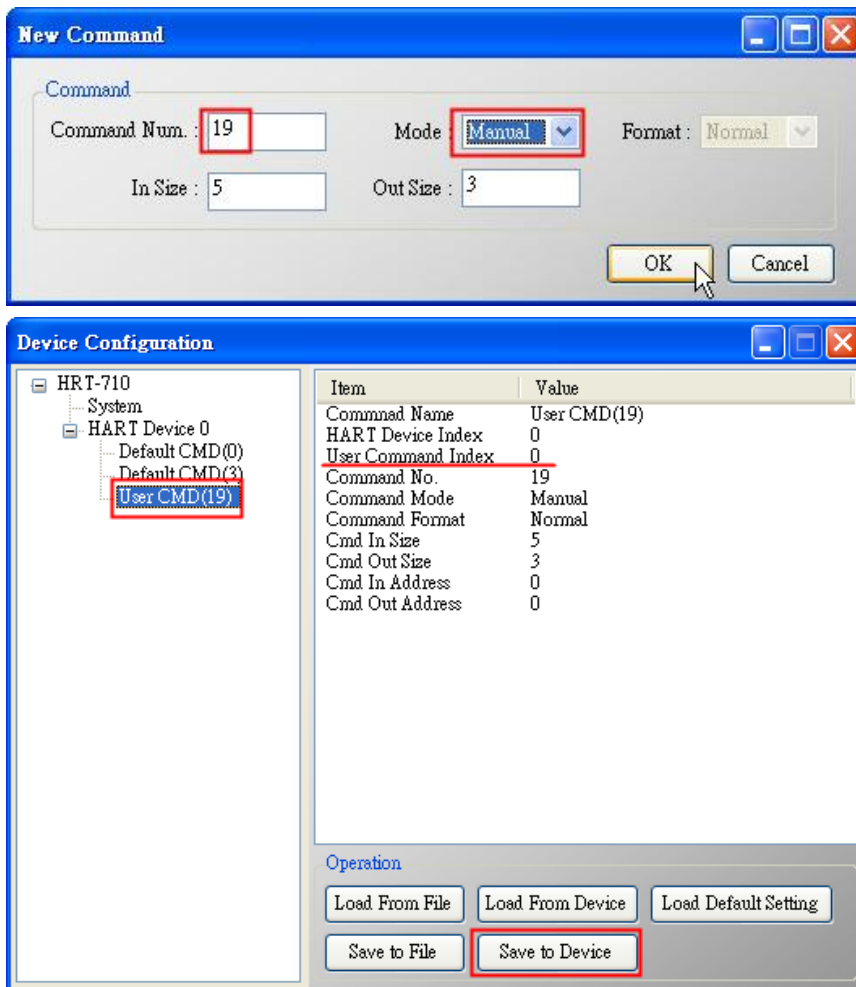 New Command
Command
Command Num. : 19 Mode : Manual Format : Normal
In Size : 5 Out Size : 3
OK Cancel
Device Configuration
HRT-710
System
HART Device 0
Default CMD(0)
Default CMD(3)
User CMD(19)
Item Value
Commnad Name User CMD(19)
HART Device Index 0
User Command Index 0
Command No. 19
Command Mode Manual
Command Format Normal
Cmd In Size 5
Cmd Out Size 3
Cmd In Address 0
Cmd Out Address 0
Operation
Load From File Load From Device Load Default Setting
Save to File Save to Device